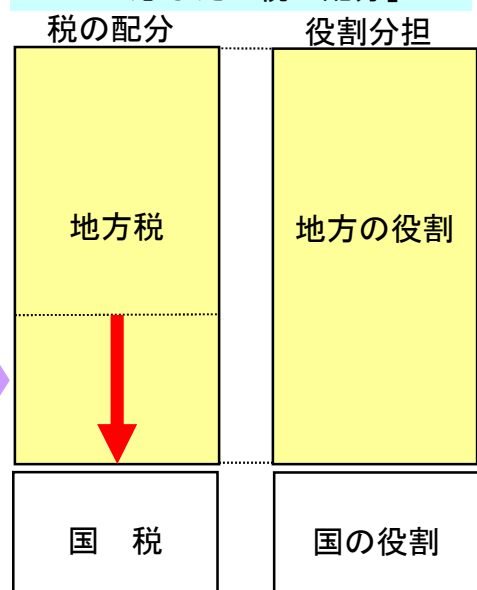 税の配分
役割分担
地方税
地方の役割
国　税
国の役割